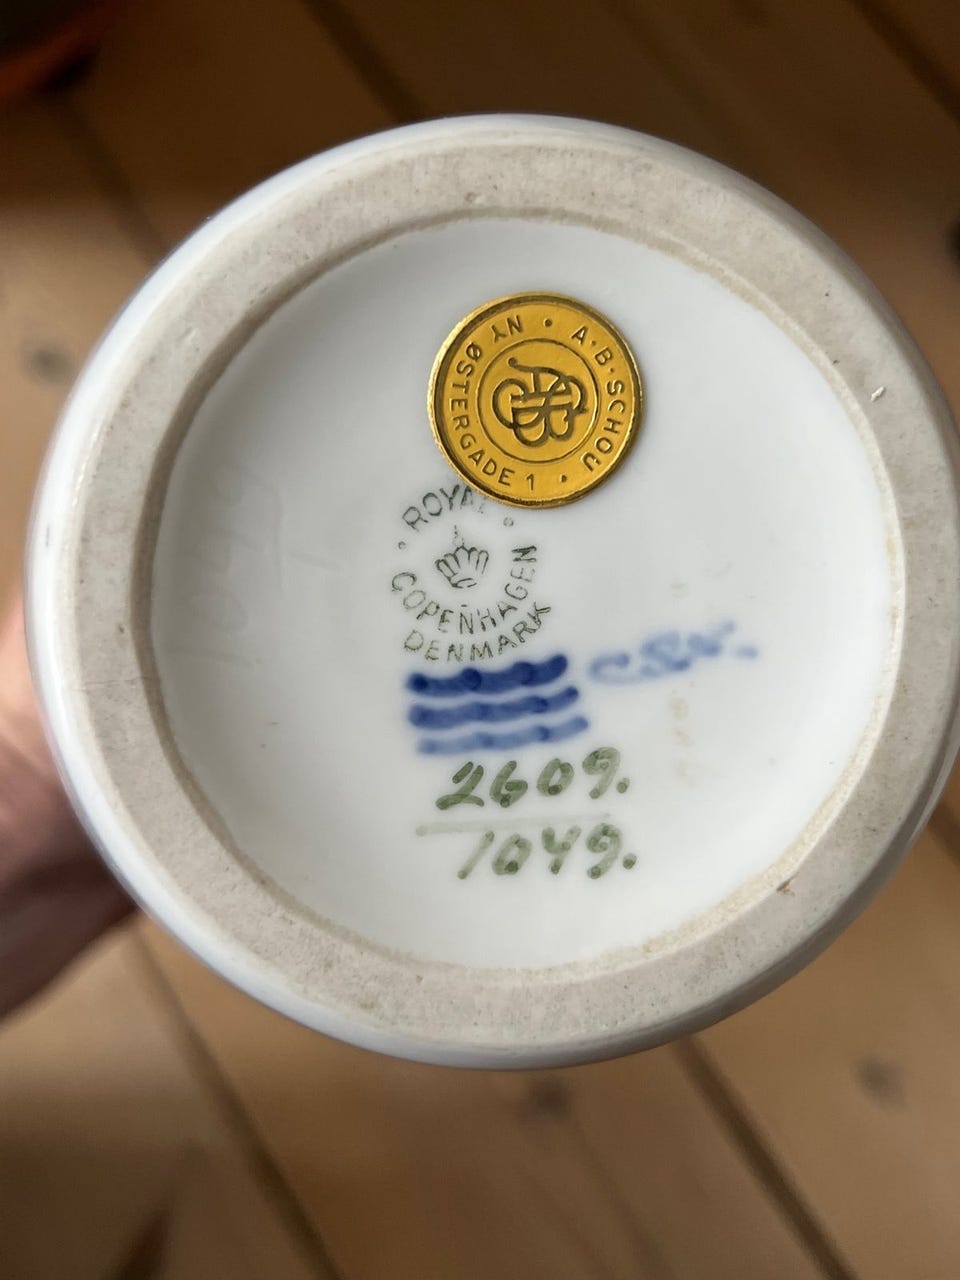 A·B·SCHOU · NY ØSTERGADE 1 ·
· ROYAL ·
COPENHAGEN
DENMARK
2609.
1049.